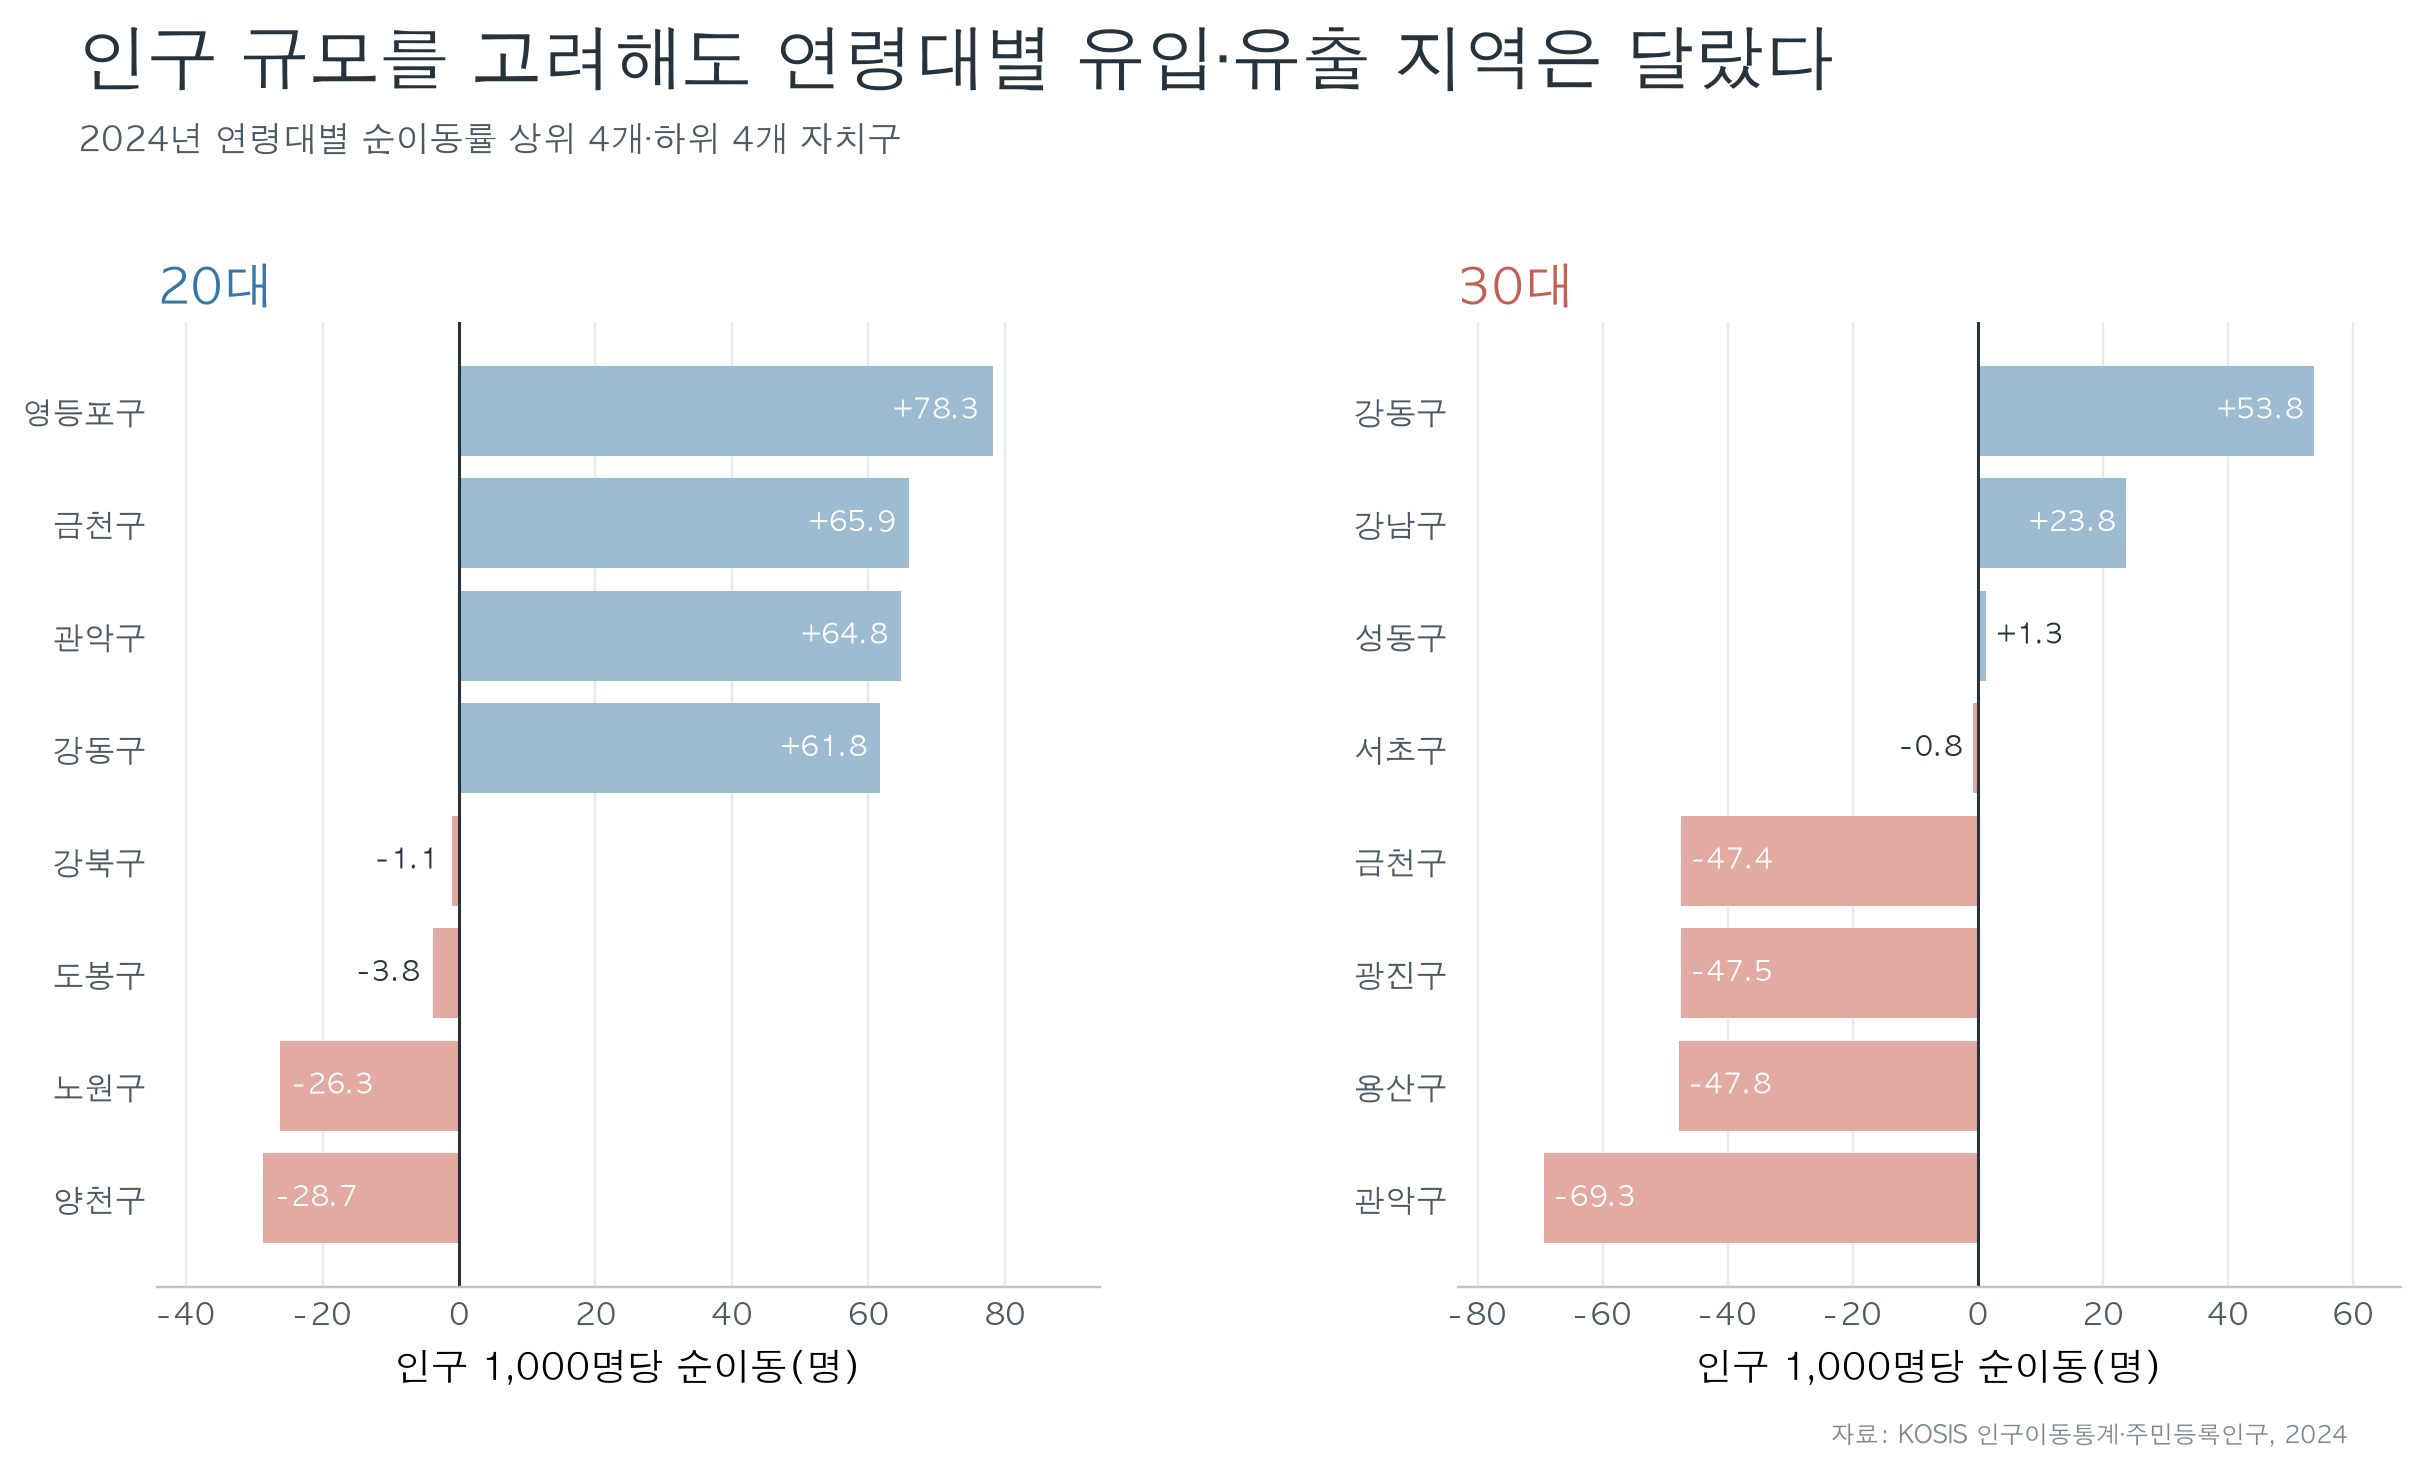 인구 규모를 고려해도 연령대별 유입·유출 지역은 달랐다
2024년 연령대별 순이동률 상위 4개·하위 4개 자치구
20대
영등포구 +78.3
금천구 +65.9
관악구 +64.8
강동구 +61.8
강북구 -1.1
도봉구 -3.8
노원구 -26.3
양천구 -28.7
-40 -20 0 20 40 60 80
인구 1,000명당 순이동(명)
30대
강동구 +53.8
강남구 +23.8
성동구 +1.3
서초구 -0.8
금천구 -47.4
광진구 -47.5
용산구 -47.8
관악구 -69.3
-80 -60 -40 -20 0 20 40 60
인구 1,000명당 순이동(명)
자료: KOSIS 인구이동통계·주민등록인구, 2024